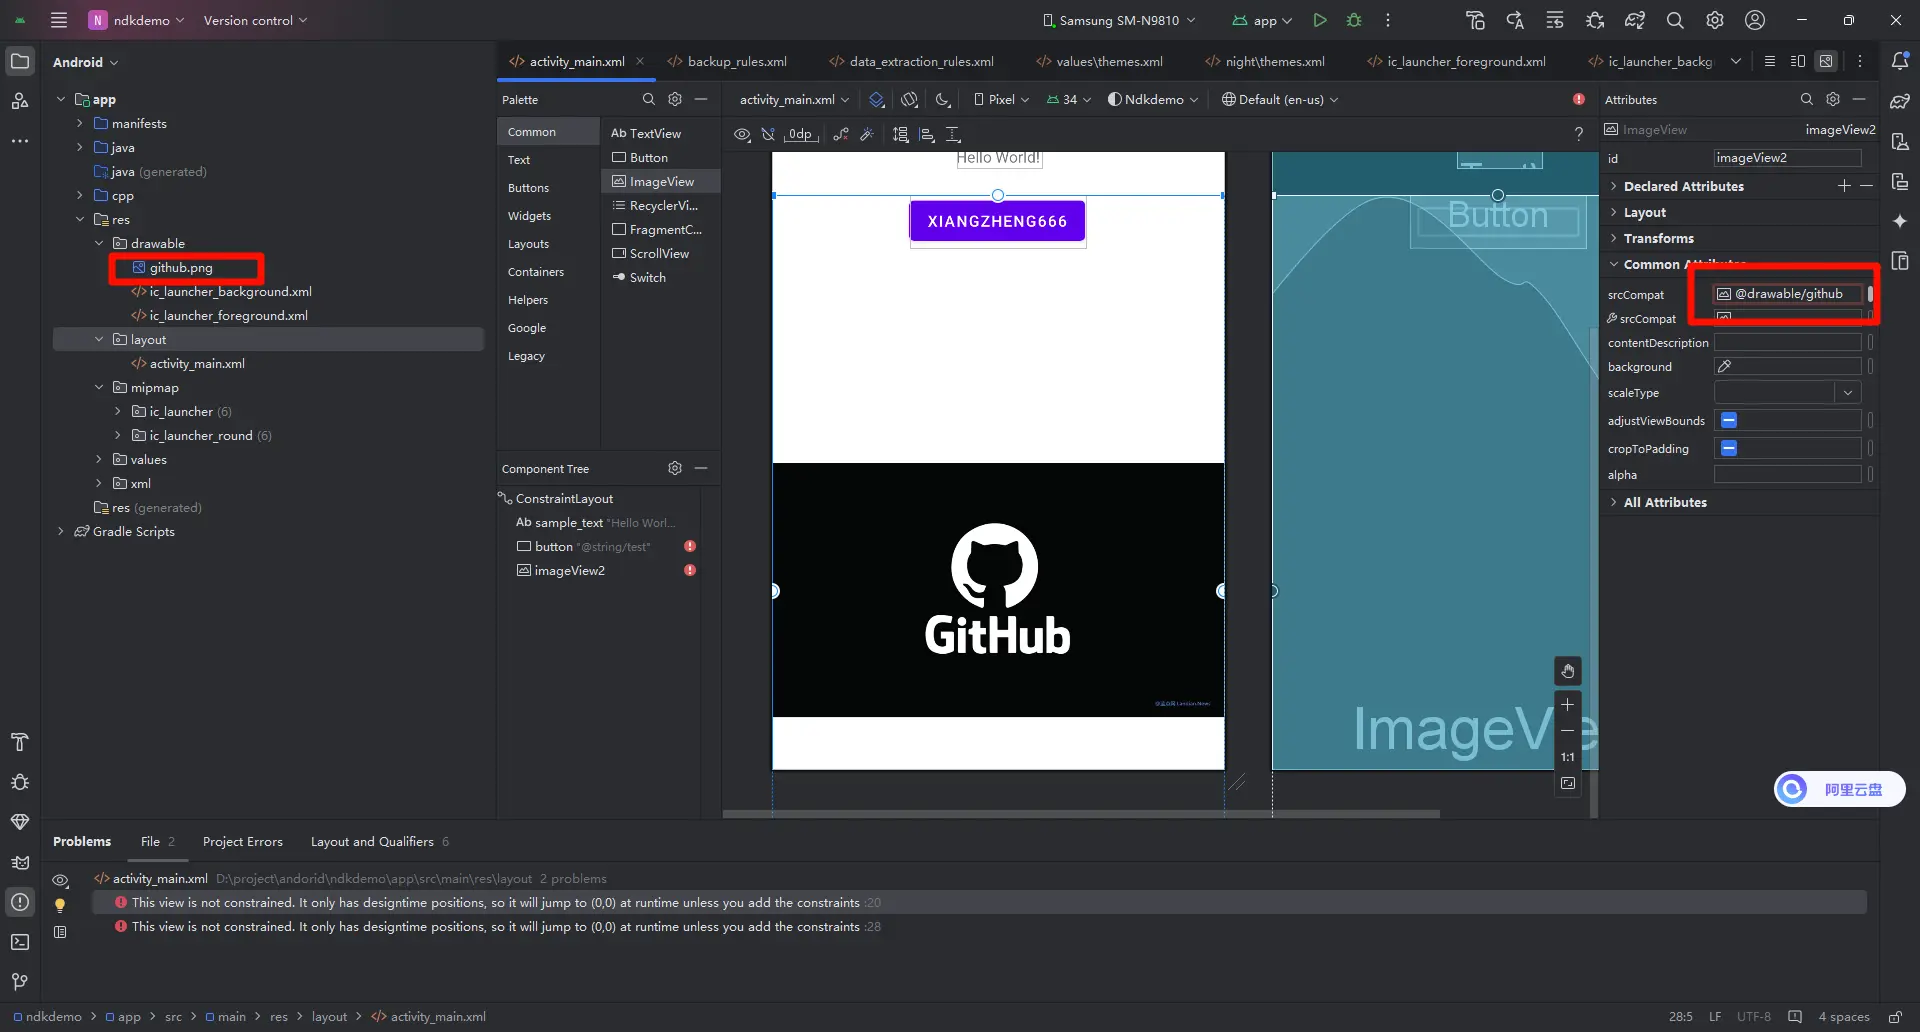 N ndkdemo Version control Samsung SM-N9810 app
Android
app
manifests
java
java (generated)
cpp
res
drawable
github.png
ic_launcher_background.xml
ic_launcher_foreground.xml
layout
activity_main.xml
mipmap
ic_launcher (6)
ic_launcher_round (6)
values
xml
res (generated)
Gradle Scripts
activity_main.xml backup_rules.xml data_extraction_rules.xml values\themes.xml night\themes.xml ic_launcher_foreground.xml ic_launcher_backg
Palette
Common
Text
Buttons
Widgets
Layouts
Containers
Helpers
Google
Legacy
Ab TextView
Button
ImageView
RecyclerVi...
FragmentC...
ScrollView
Switch
Component Tree
ConstraintLayout
Ab sample_text "Hello Worl...
button "@string/test"
imageView2
activity_main.xml Pixel 34 Ndkdemo Default (en-us)
0dp
?
Hello World!
XIANGZHENG666
GitHub
Button
ImageVie
1:1
Attributes
ImageView imageView2
id imageView2
Declared Attributes
Layout
Transforms
Common Attributes
srcCompat @drawable/github
srcCompat
contentDescription
background
scaleType
adjustViewBounds
cropToPadding
alpha
All Attributes
阿里云盘
Problems File 2 Project Errors Layout and Qualifiers 6
activity_main.xml D:\project\andorid\ndkdemo\app\src\main\res\layout 2 problems
This view is not constrained. It only has designtime positions, so it will jump to (0,0) at runtime unless you add the constraints :20
This view is not constrained. It only has designtime positions, so it will jump to (0,0) at runtime unless you add the constraints :28
ndkdemo > app > src > main > res > layout > activity_main.xml 28:5 LF UTF-8 4 spaces